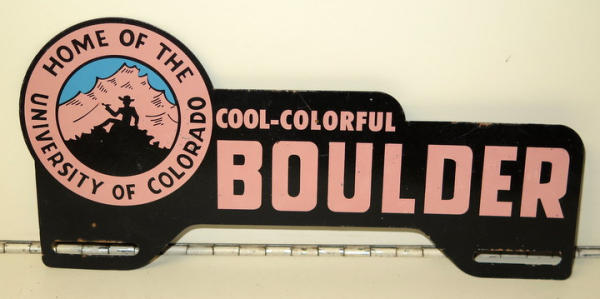 HOME OF THE
UNIVERSITY OF COLORADO
COOL-COLORFUL
BOULDER